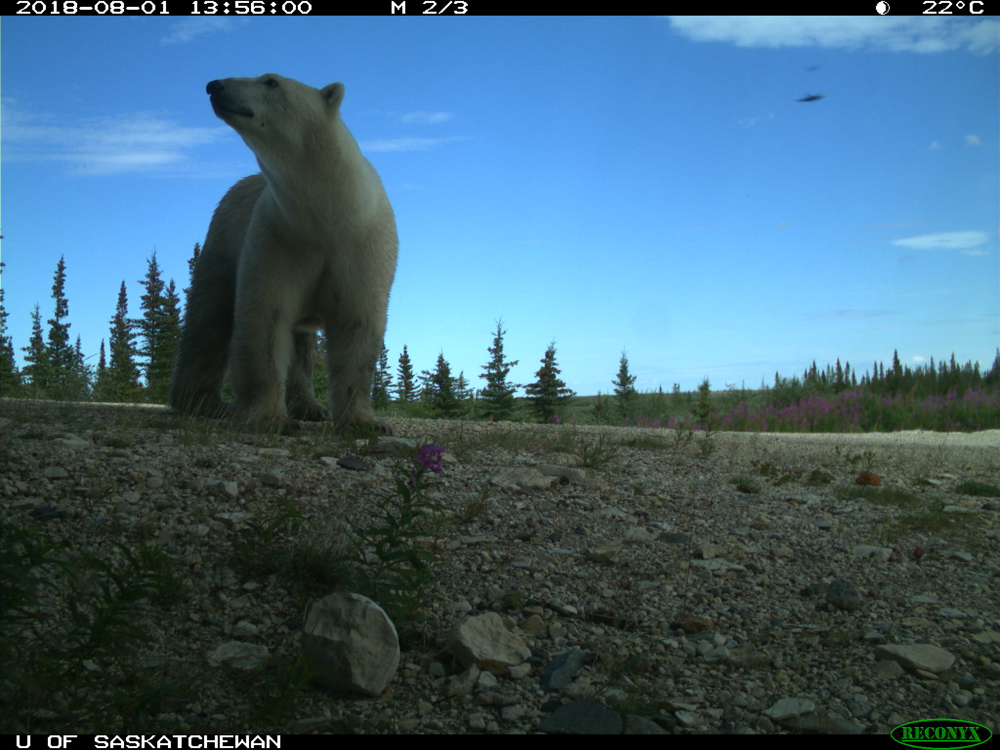 2018-08-01 13:56:00 M 2/3 22°C
U OF SASKATCHEWAN
RECONYX